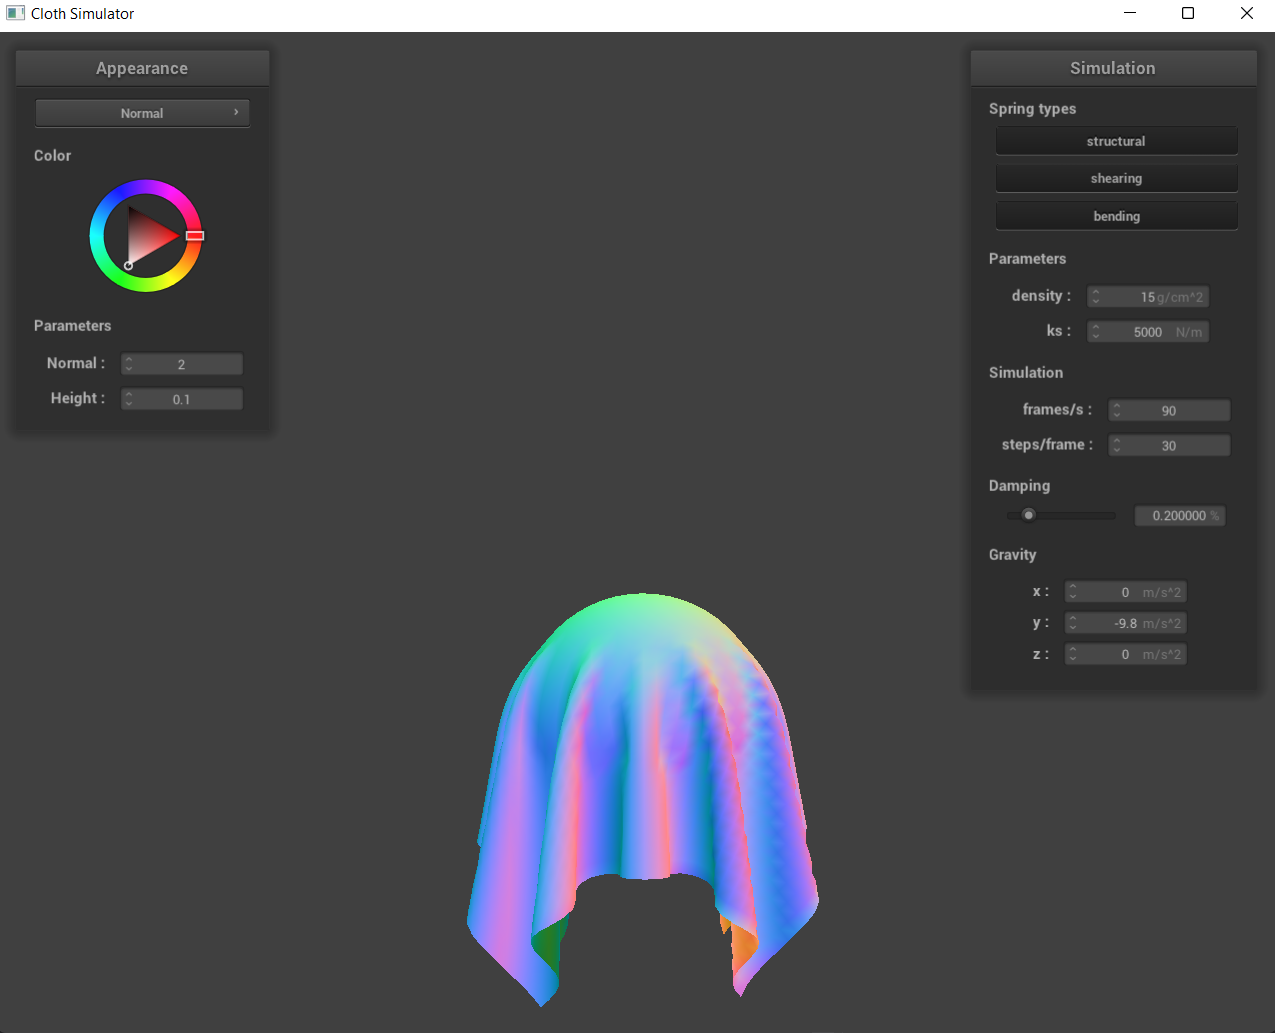 Cloth Simulator
Appearance
Normal
Color
Parameters
Normal :
2
Height :
0.1
Simulation
Spring types
structural
shearing
bending
Parameters
density :
15 g/cm^2
ks :
5000 N/m
Simulation
frames/s :
90
steps/frame :
30
Damping
0.200000 %
Gravity
x :
0 m/s^2
y :
-9.8 m/s^2
z :
0 m/s^2